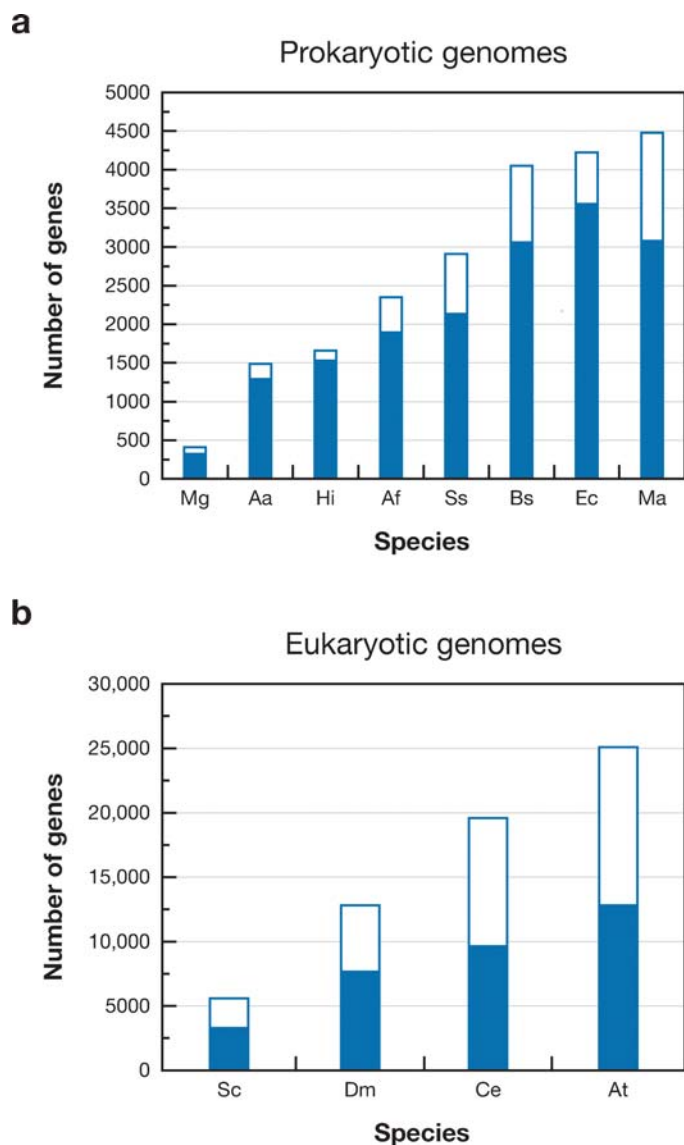 a
Prokaryotic genomes
5000
4500
4000
3500
3000
2500
2000
1500
1000
500
0
Number of genes
Mg Aa Hi Af Ss Bs Ec Ma
Species
b
Eukaryotic genomes
30,000
25,000
20,000
15,000
10,000
5000
0
Number of genes
Sc Dm Ce At
Species